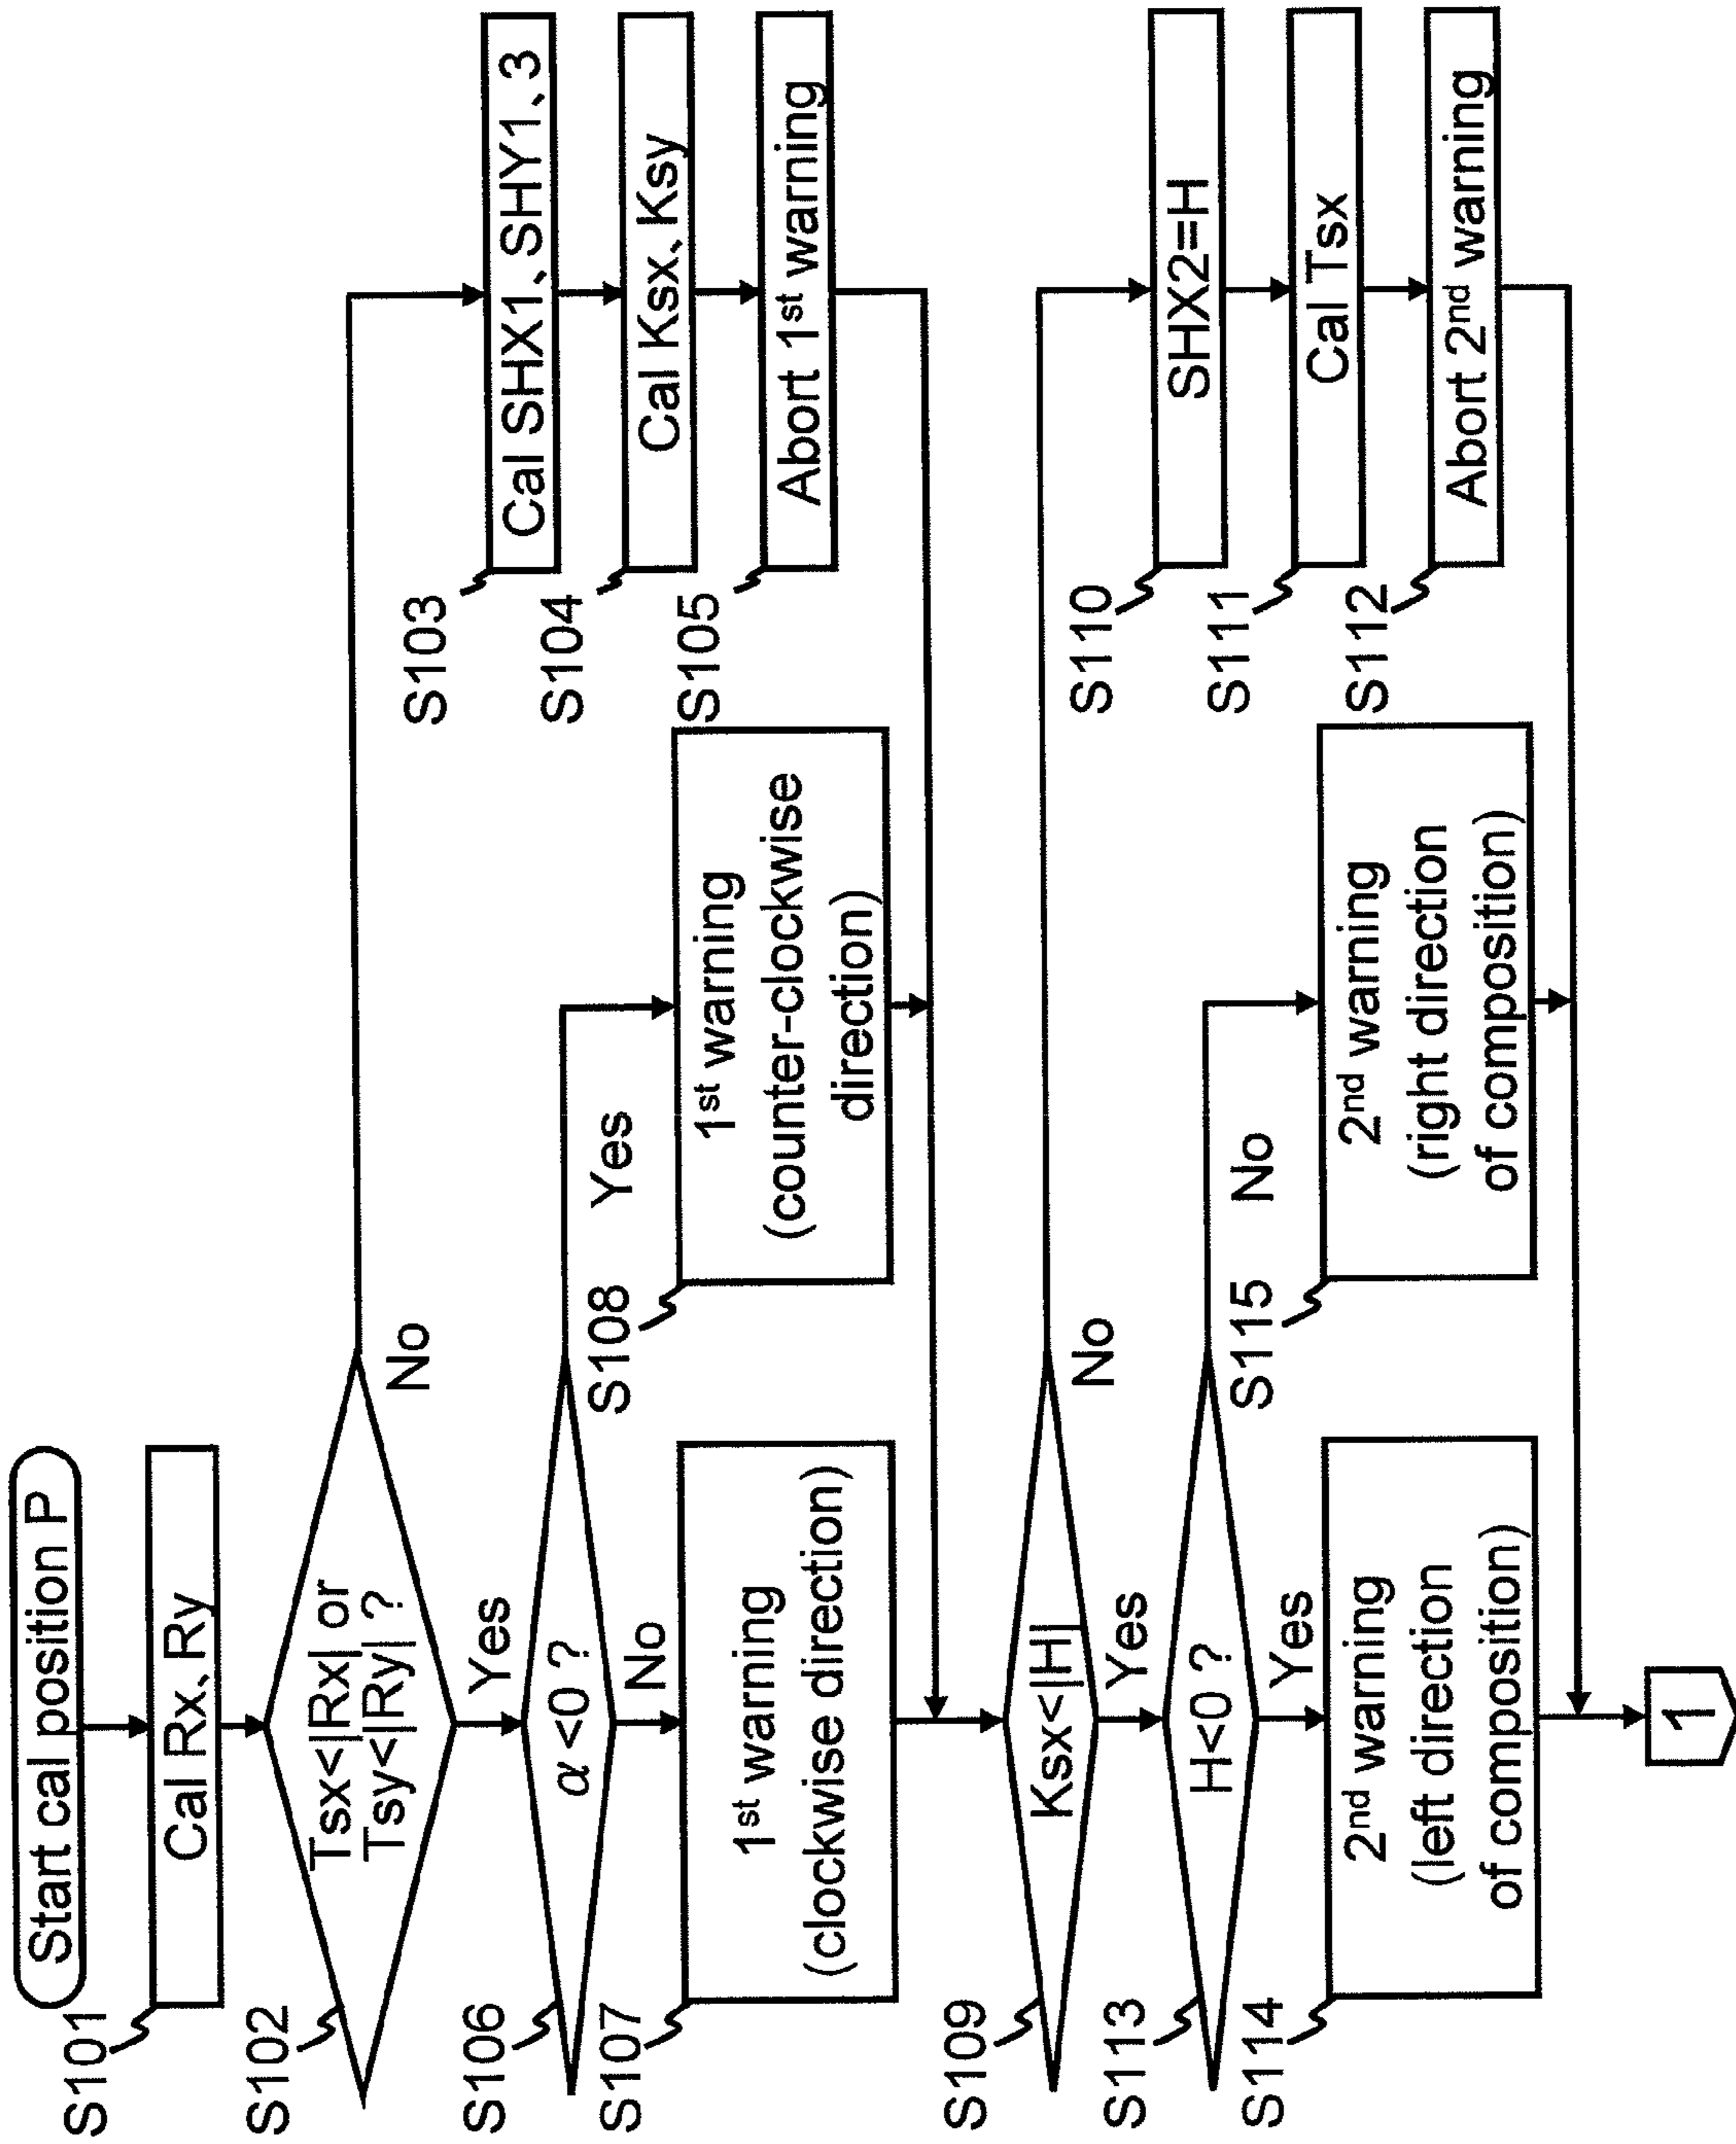 Start cal position P
S101
Cal Rx、Ry
S102
Tsx<|Rx| or
Tsy<|Ry| ?
No
Yes
S103
Cal SHX1、SHY1、3
S104
Cal Ksx、Ksy
S105
Abort 1st warning
S106
α<0 ?
Yes
No
S107
1st warning
(clockwise direction)
S108
1st warning
(counter-clockwise
direction)
S109
Ksx<|H|
No
Yes
S110
SHX2=H
S111
Cal Tsx
S112
Abort 2nd warning
S113
H<0 ?
No
Yes
S114
2nd warning
(left direction
of composition)
S115
2nd warning
(right direction
of composition)
1